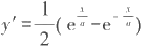 y′ = 1/2 ( e^{x/a} − e^{−x/a} )